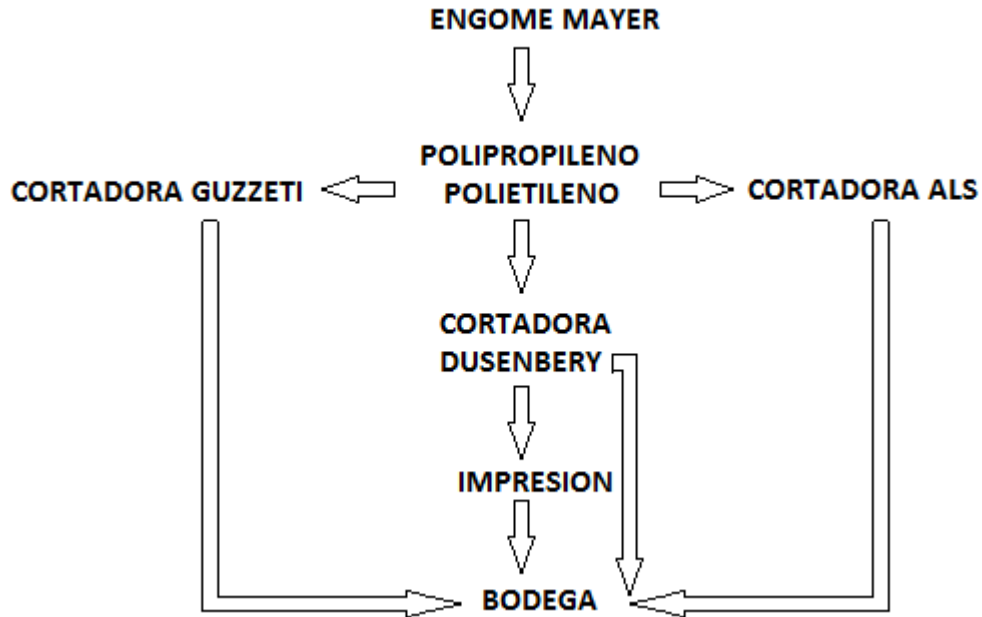 ENGOME MAYER
POLIPROPILENO
POLIETILENO
CORTADORA GUZZETI
CORTADORA ALS
CORTADORA
DUSENBERY
IMPRESION
BODEGA